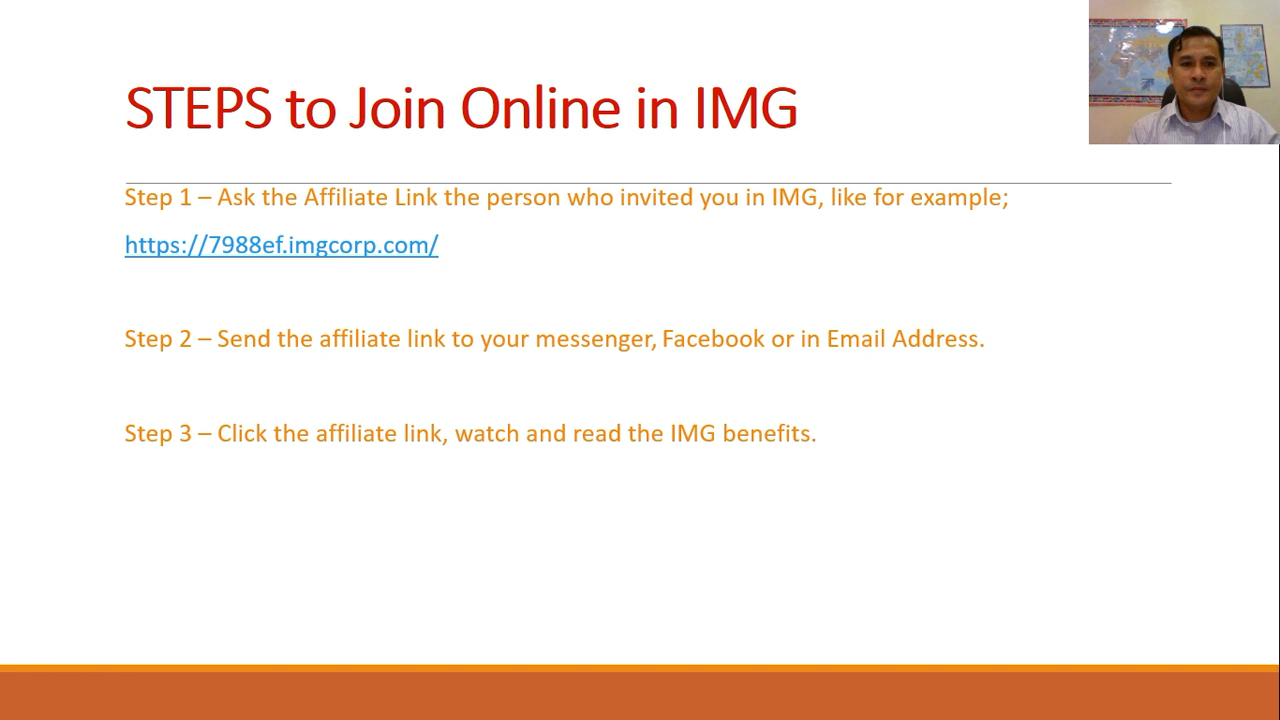 STEPS to Join Online in IMG
Step 1 – Ask the Affiliate Link the person who invited you in IMG, like for example;
https://7988ef.imgcorp.com/
Step 2 – Send the affiliate link to your messenger, Facebook or in Email Address.
Step 3 – Click the affiliate link, watch and read the IMG benefits.